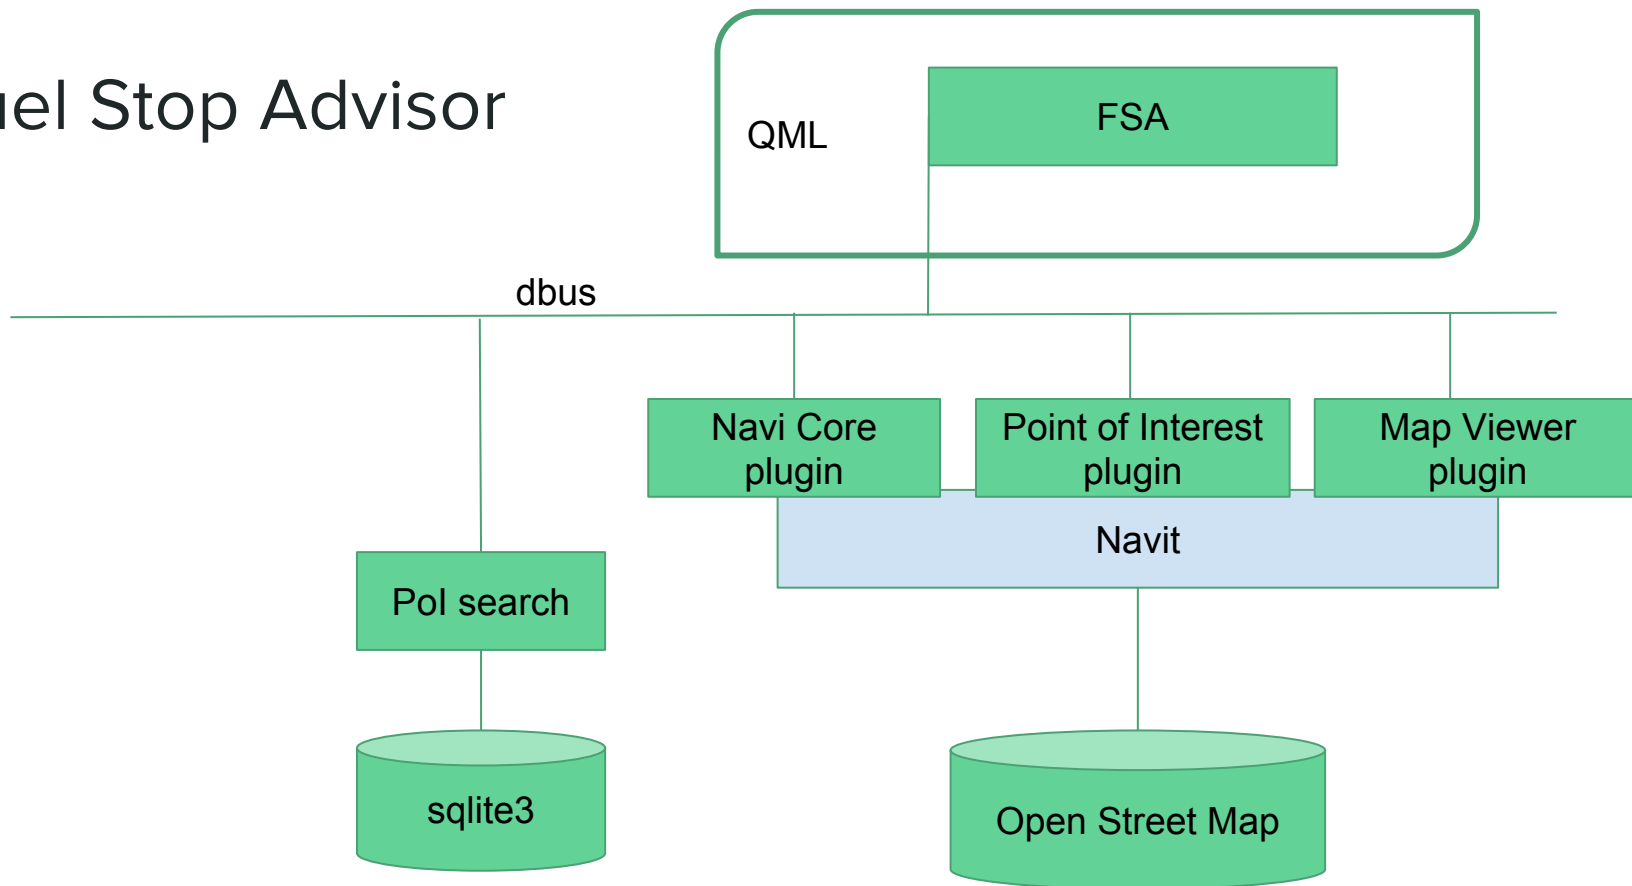 uel Stop Advisor
QML
FSA
dbus
Navi Core
plugin
Point of Interest
plugin
Map Viewer
plugin
Navit
PoI search
sqlite3
Open Street Map